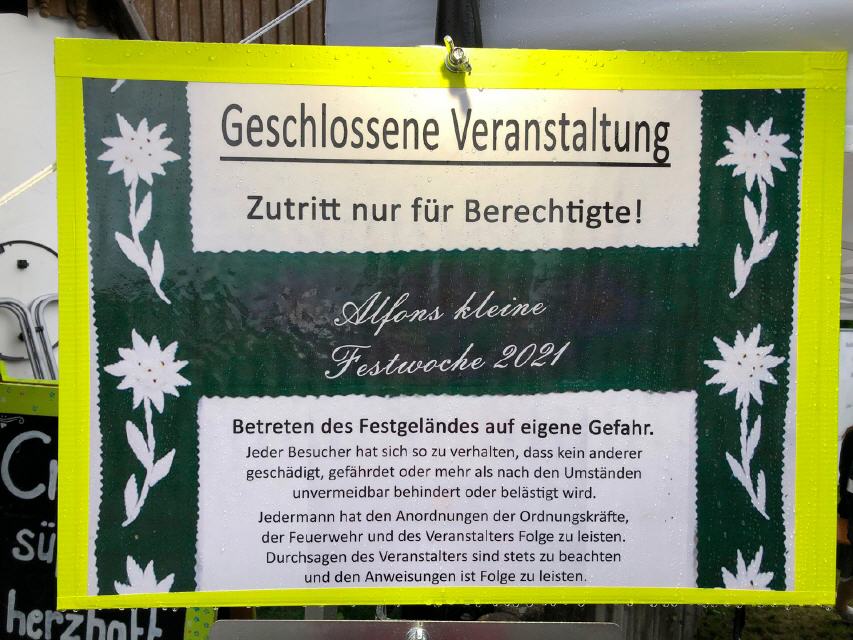 Geschlossene Veranstaltung
Zutritt nur für Berechtigte!
Alfons kleine
Festwoche 2021
Betreten des Festgeländes auf eigene Gefahr.
Jeder Besucher hat sich so zu verhalten, dass kein anderer
geschädigt, gefährdet oder mehr als nach den Umständen
unvermeidbar behindert oder belästigt wird.
Jedermann hat den Anordnungen der Ordnungskräfte,
der Feuerwehr und des Veranstalters Folge zu leisten.
Durchsagen des Veranstalters sind stets zu beachten
und den Anweisungen ist Folge zu leisten.
herzhaft